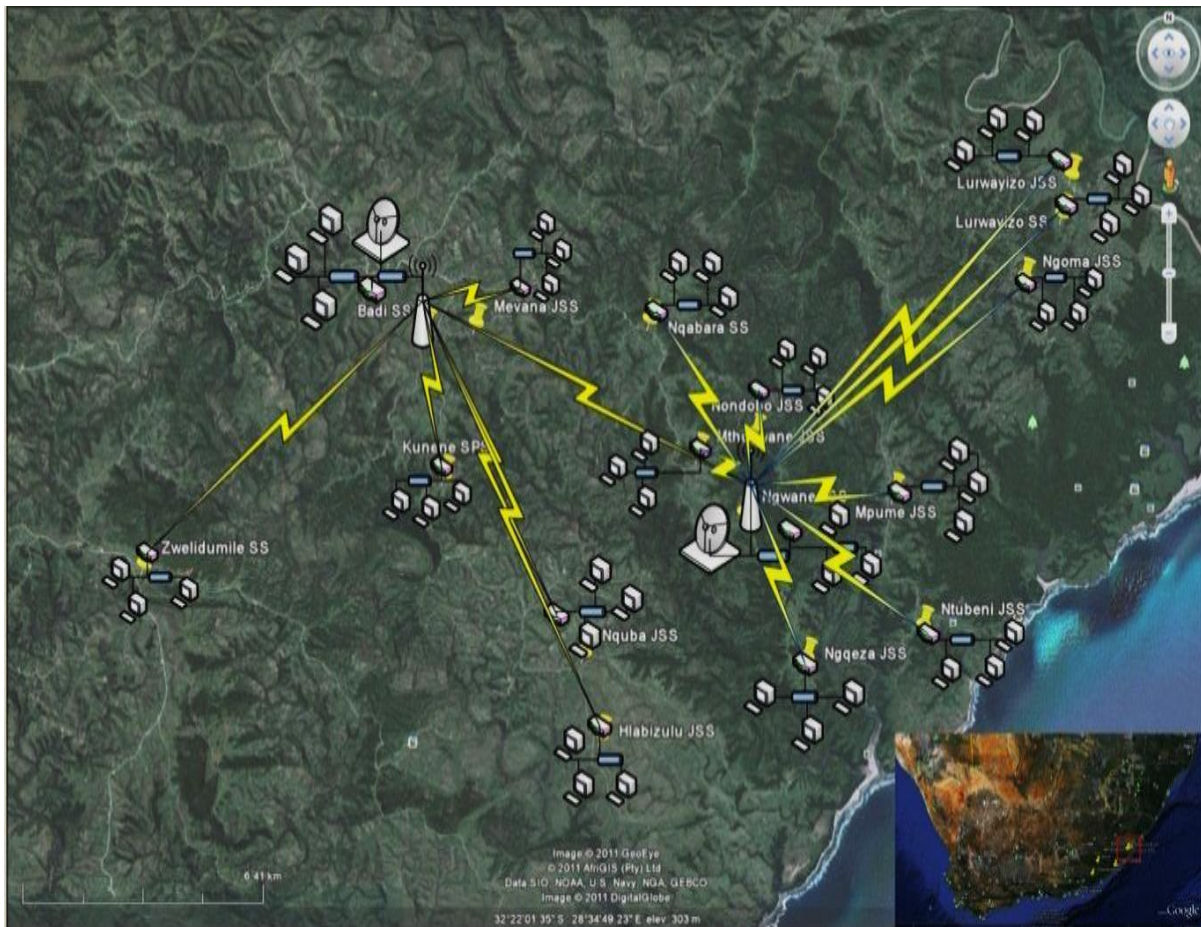 N
Lurwayizo JSS
Lurwayizo SS
Ngoma JSS
Badi SS
Mevana JSS
Nqabara SS
Nondobo JSS
Kunene SPS
Ngwane
Mpume JSS
Zwelidumile SS
Ntubeni JSS
Nquba JSS
Ngqeza JSS
Hlabizulu JSS
6.41 km
Image © 2011 GeoEye
© 2011 AfriGIS (Pty) Ltd
Data SIO, NOAA, U.S. Navy, NGA, GEBCO
Image © 2011 DigitalGlobe
32°22'01.35" S 28°34'49.23" E elev 303 m
Google